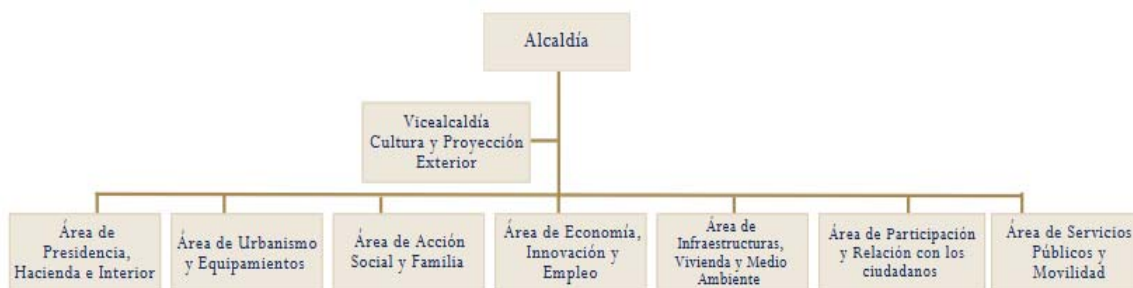 Alcaldía
Vicealcaldía
Cultura y Proyección
Exterior
Área de
Presidencia,
Hacienda e Interior
Área de Urbanismo
y Equipamientos
Área de Acción
Social y Familia
Área de Economía,
Innovación y
Empleo
Área de
Infraestructuras,
Vivienda y Medio
Ambiente
Área de Participación
y Relación con los
ciudadanos
Área de Servicios
Públicos y
Movilidad